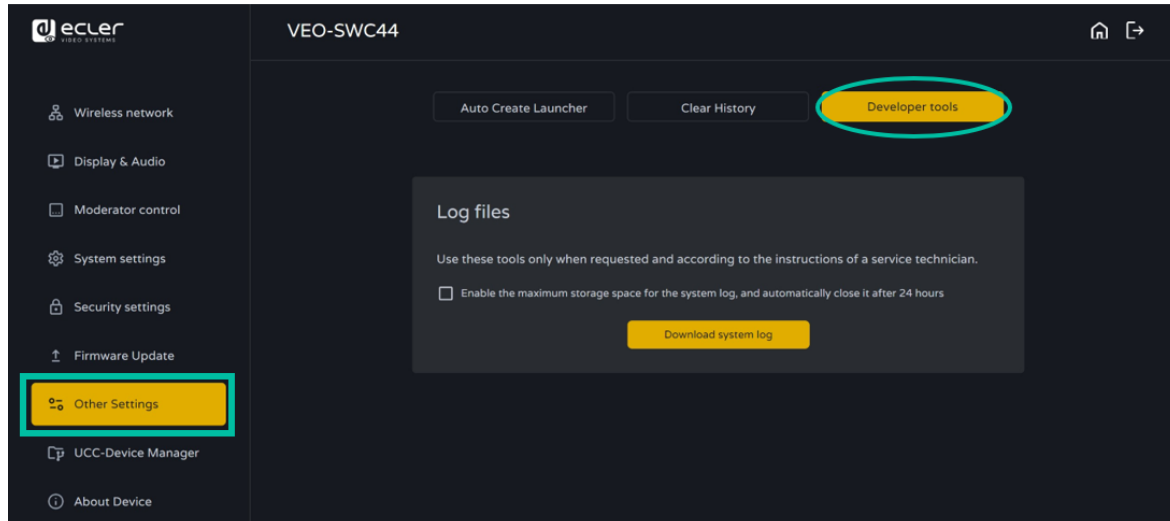 ecler
VIDEO SYSTEMS
VEO-SWC44
Wireless network
Display & Audio
Moderator control
System settings
Security settings
Firmware Update
Other Settings
UCC-Device Manager
About Device
Auto Create Launcher
Clear History
Developer tools
Log files
Use these tools only when requested and according to the instructions of a service technician.
Enable the maximum storage space for the system log, and automatically close it after 24 hours
Download system log